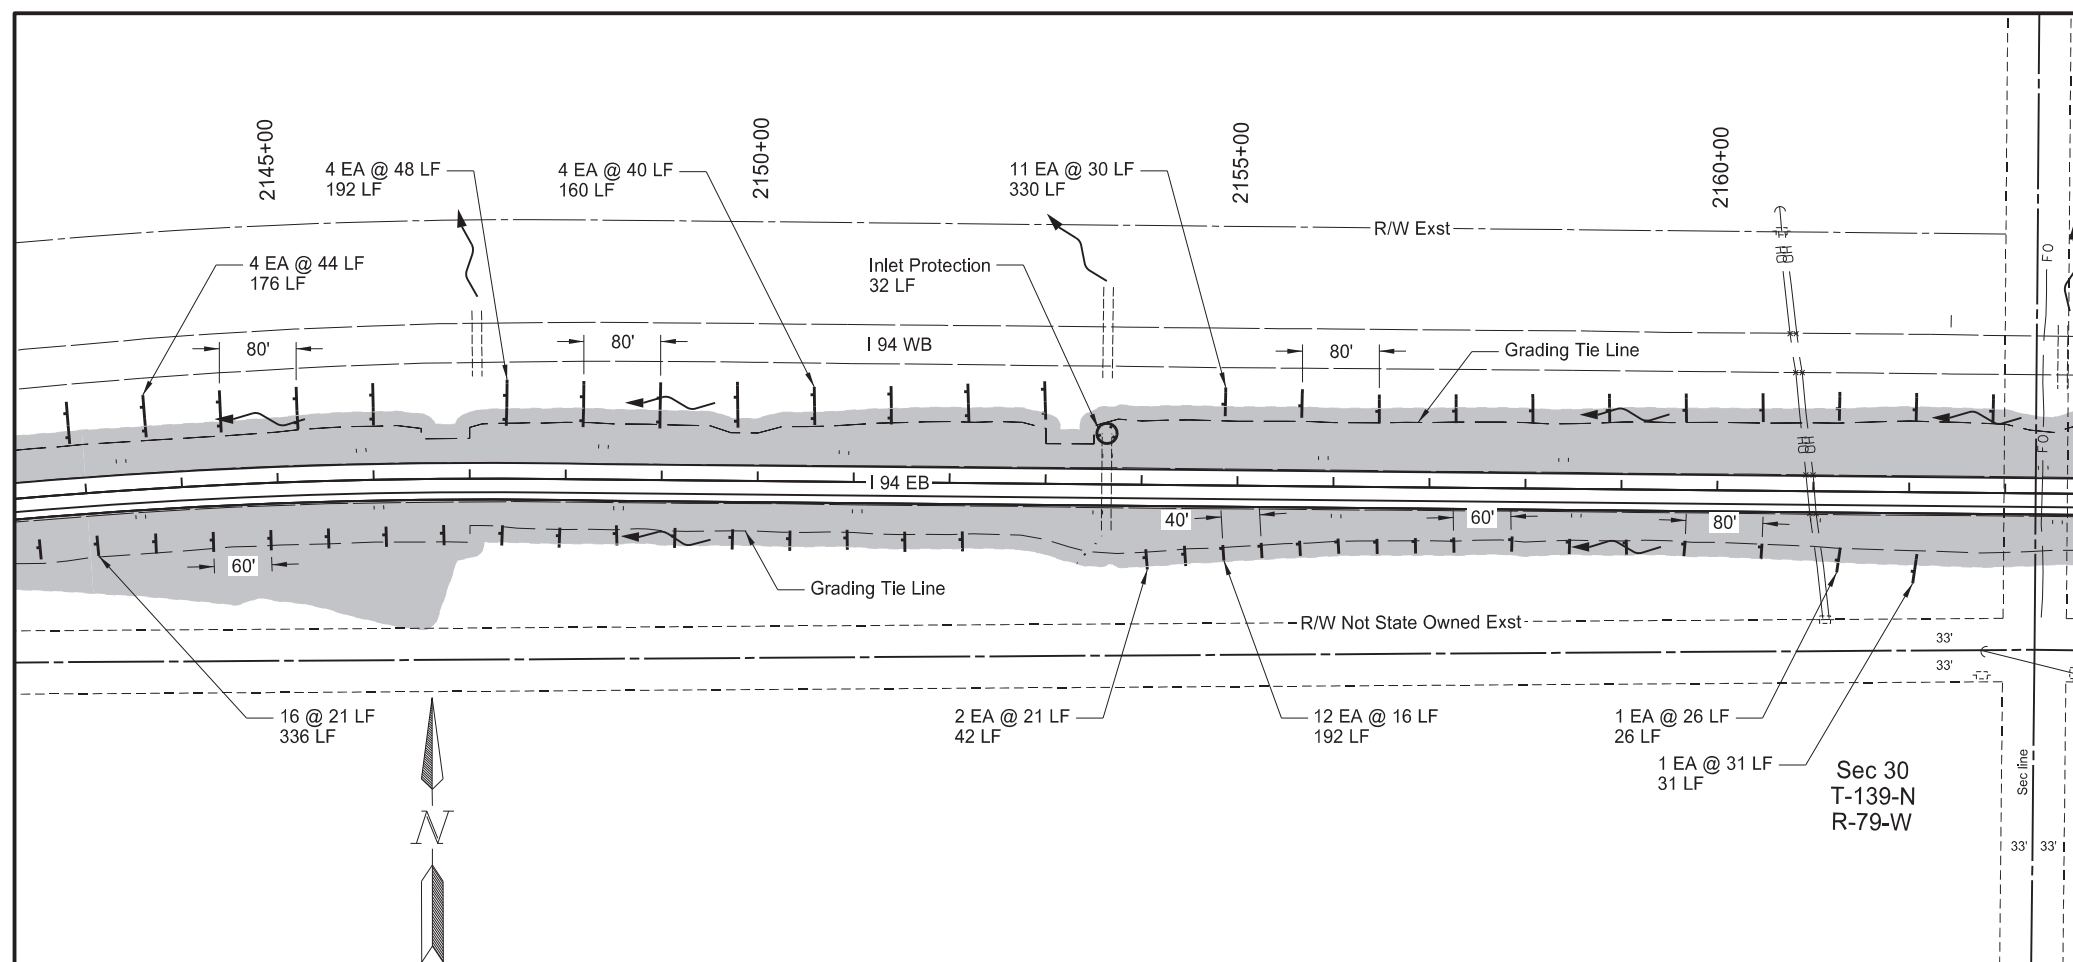 2145+00
2150+00
2155+00
2160+00
4 EA @ 48 LF
192 LF
4 EA @ 40 LF
160 LF
11 EA @ 30 LF
330 LF
R/W Exst
FO
4 EA @ 44 LF
176 LF
Inlet Protection
32 LF
80'
80'
I 94 WB
80'
Grading Tie Line
FO
I 94 EB
40'
60'
80'
60'
Grading Tie Line
R/W Not State Owned Exst
33'
33'
16 @ 21 LF
336 LF
2 EA @ 21 LF
42 LF
12 EA @ 16 LF
192 LF
1 EA @ 26 LF
26 LF
1 EA @ 31 LF
31 LF
Sec 30
T-139-N
R-79-W
Sec line
33'
33'
N